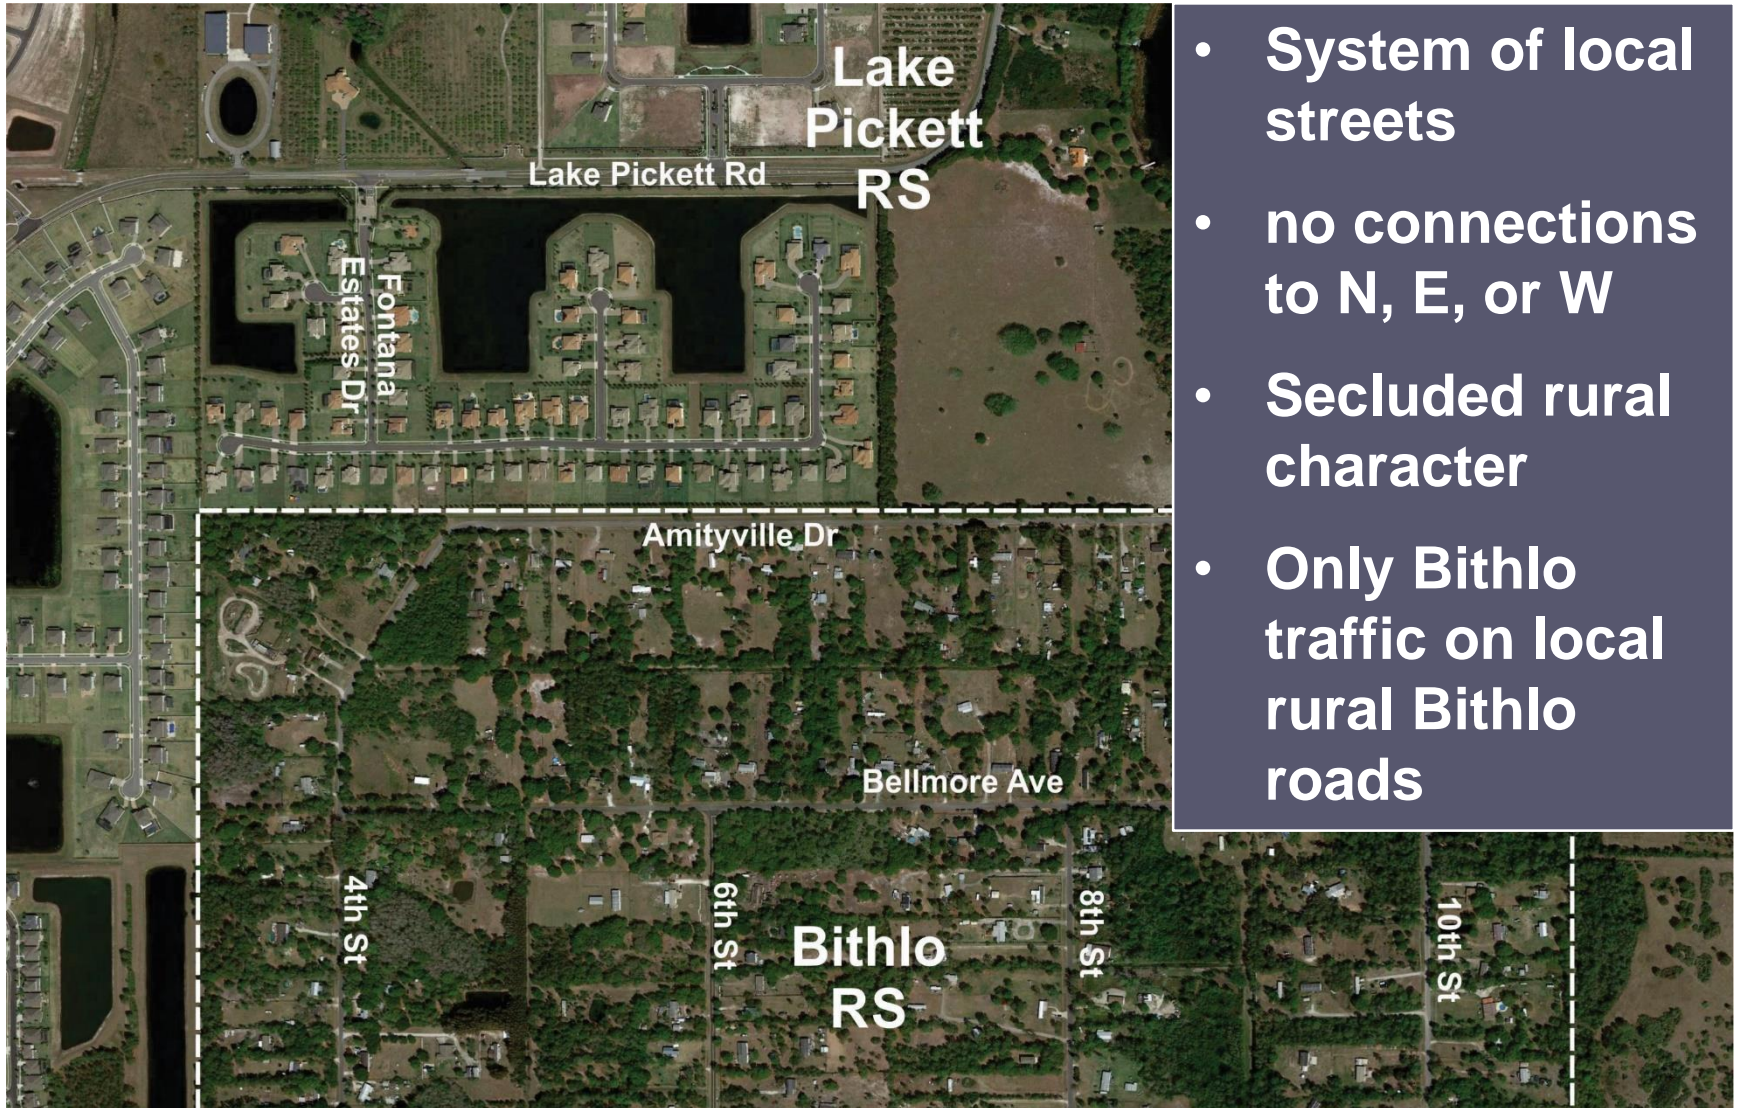 Lake
Pickett
RS
Lake Pickett Rd
Fontana
Estates Dr
Amityville Dr
Bellmore Ave
4th St
6th St
8th St
10th St
Bithlo
RS
• System of local
streets
• no connections
to N, E, or W
• Secluded rural
character
• Only Bithlo
traffic on local
rural Bithlo
roads